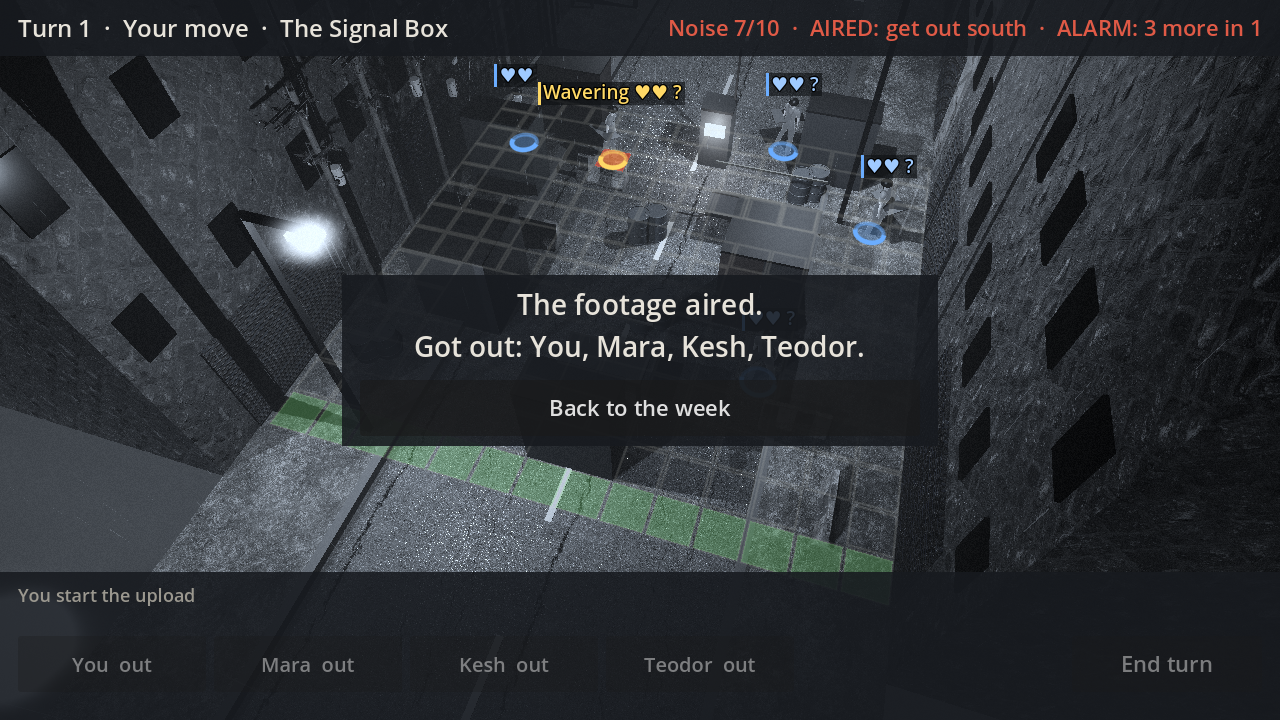 Turn 1 · Your move · The Signal Box
Noise 7/10 · AIRED: get out south · ALARM: 3 more in 1
♥♥
Wavering ♥♥ ?
♥♥ ?
♥♥ ?
♥♥ ?
The footage aired.
Got out: You, Mara, Kesh, Teodor.
Back to the week
You start the upload
You out
Mara out
Kesh out
Teodor out
End turn